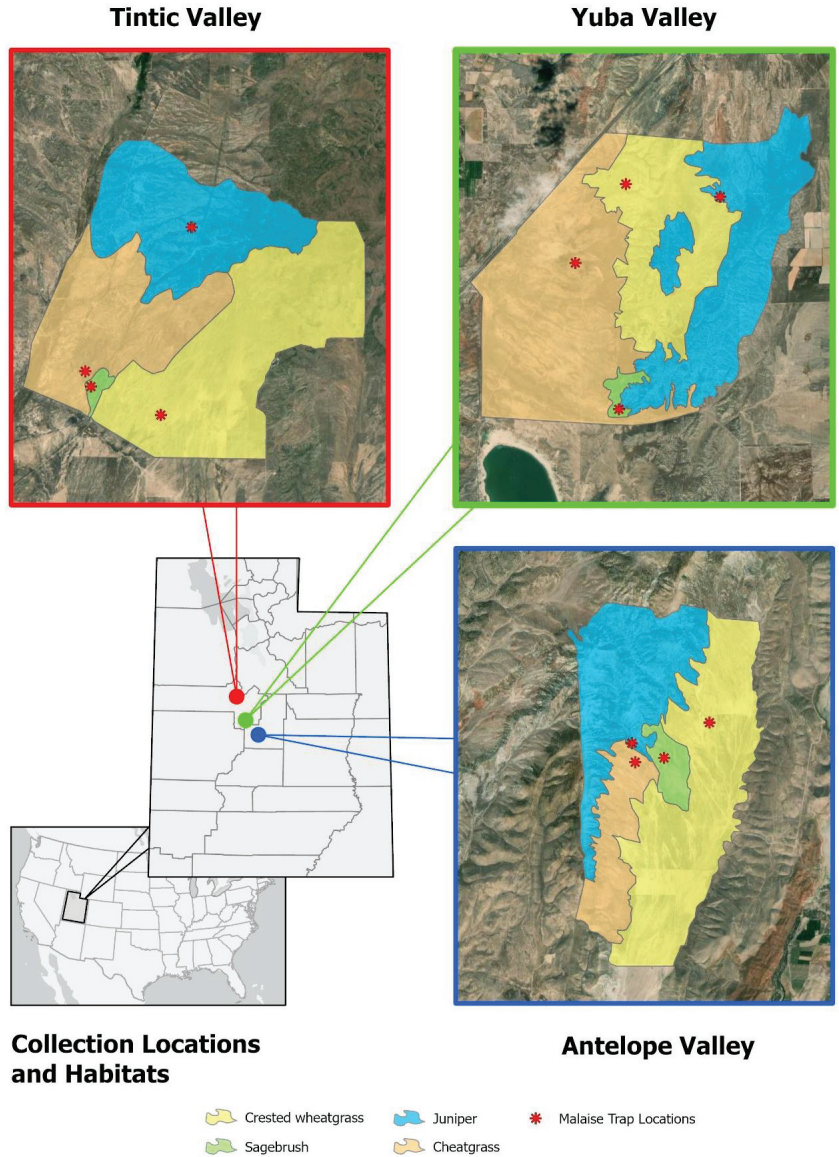 Tintic Valley
Yuba Valley
Collection Locations
and Habitats
Antelope Valley
Crested wheatgrass
Juniper
Malaise Trap Locations
Sagebrush
Cheatgrass